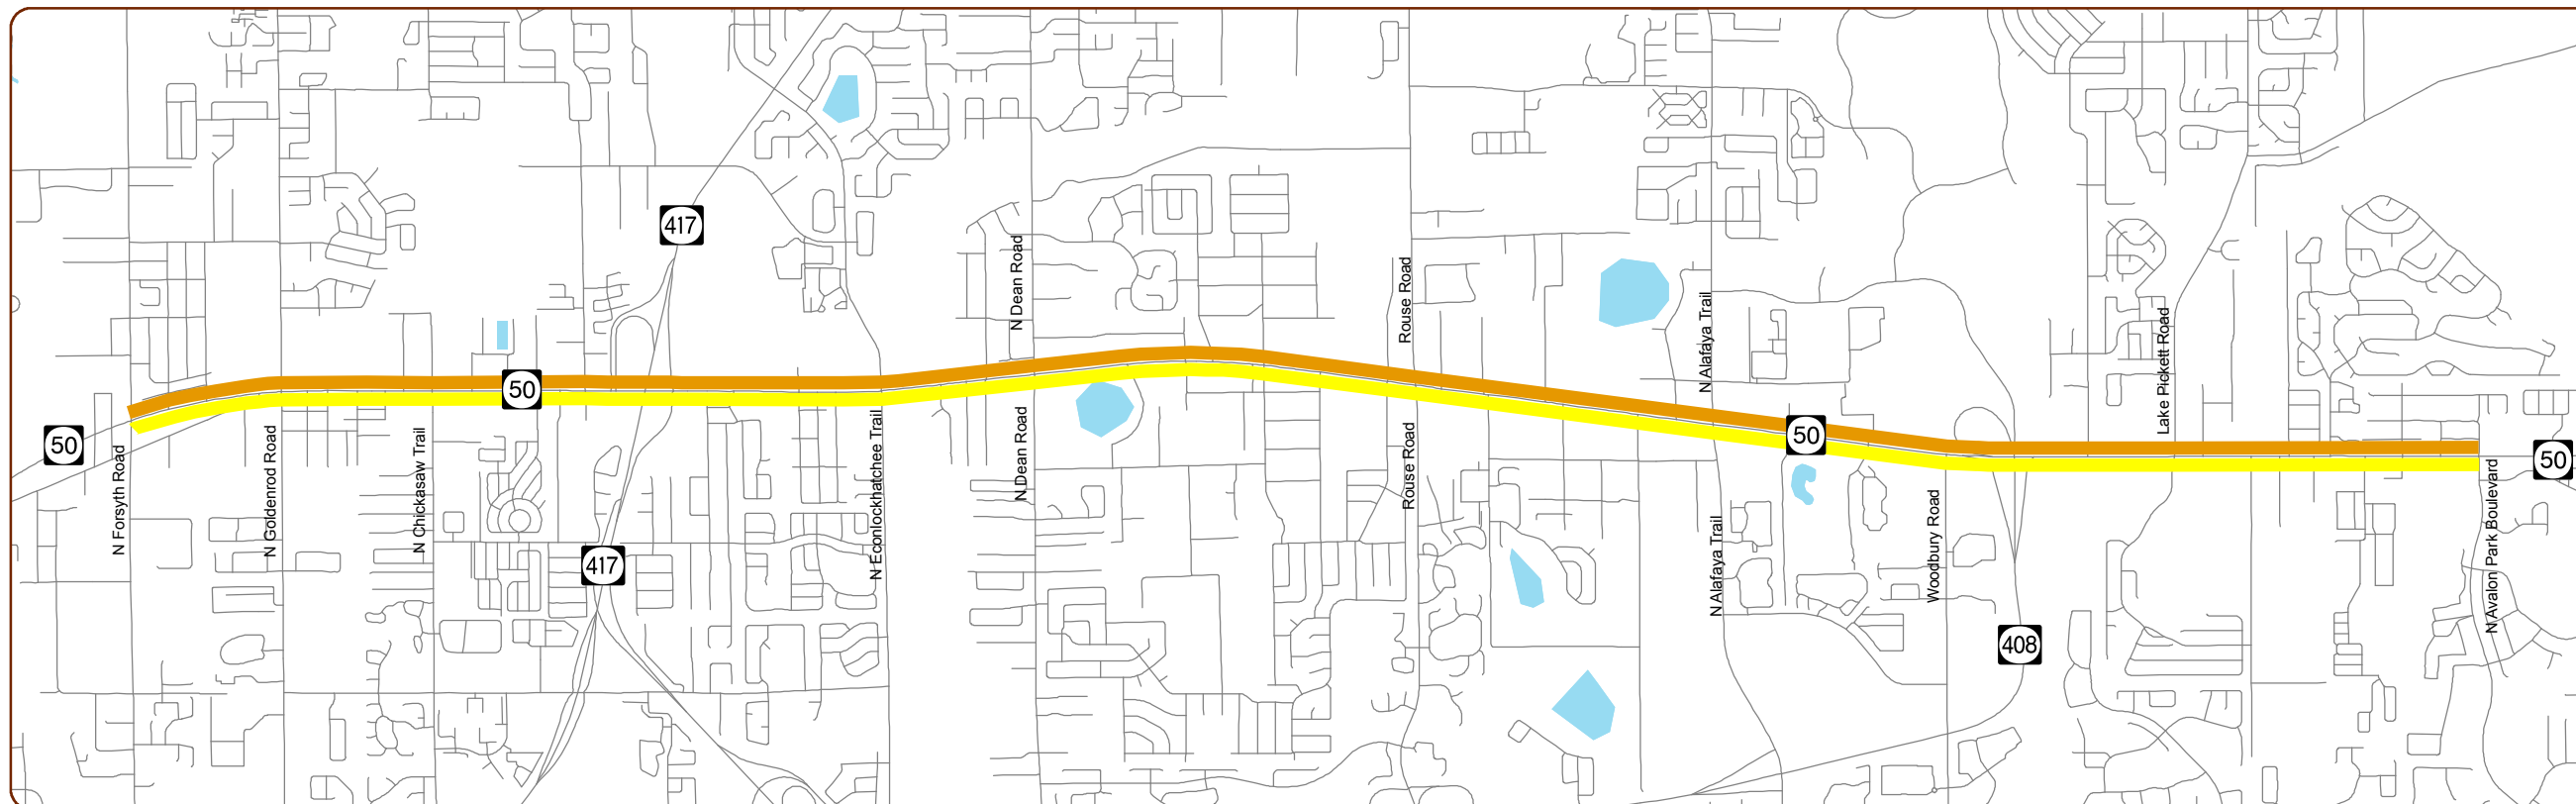 417
N Dean Road
Rouse Road
N Alafaya Trail
Lake Pickett Road
50
50
50
50
N Forsyth Road
N Goldenrod Road
N Chickasaw Trail
N Econlockhatchee Trail
N Dean Road
Rouse Road
N Alafaya Trail
Woodbury Road
N Avalon Park Boulevard
417
408